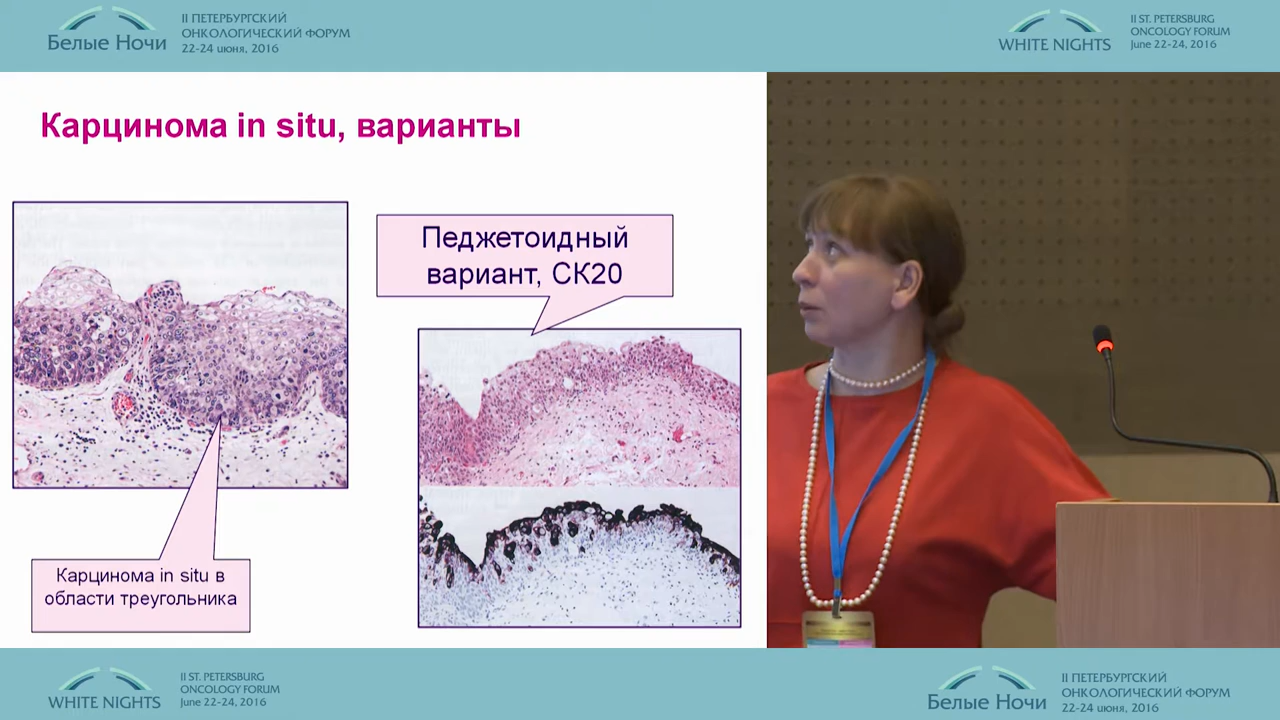 Белые Ночи
II ПЕТЕРБУРГСКИЙ
ОНКОЛОГИЧЕСКИЙ ФОРУМ
22-24 июня, 2016
WHITE NIGHTS
II ST. PETERSBURG
ONCOLOGY FORUM
June 22-24, 2016
Карцинома in situ, варианты
Педжетоидный
вариант, СК20
Карцинома in situ в
области треугольника
WHITE NIGHTS
II ST. PETERSBURG
ONCOLOGY FORUM
June 22-24, 2016
Белые Ночи
II ПЕТЕРБУРГСКИЙ
ОНКОЛОГИЧЕСКИЙ ФОРУМ
22-24 июня, 2016